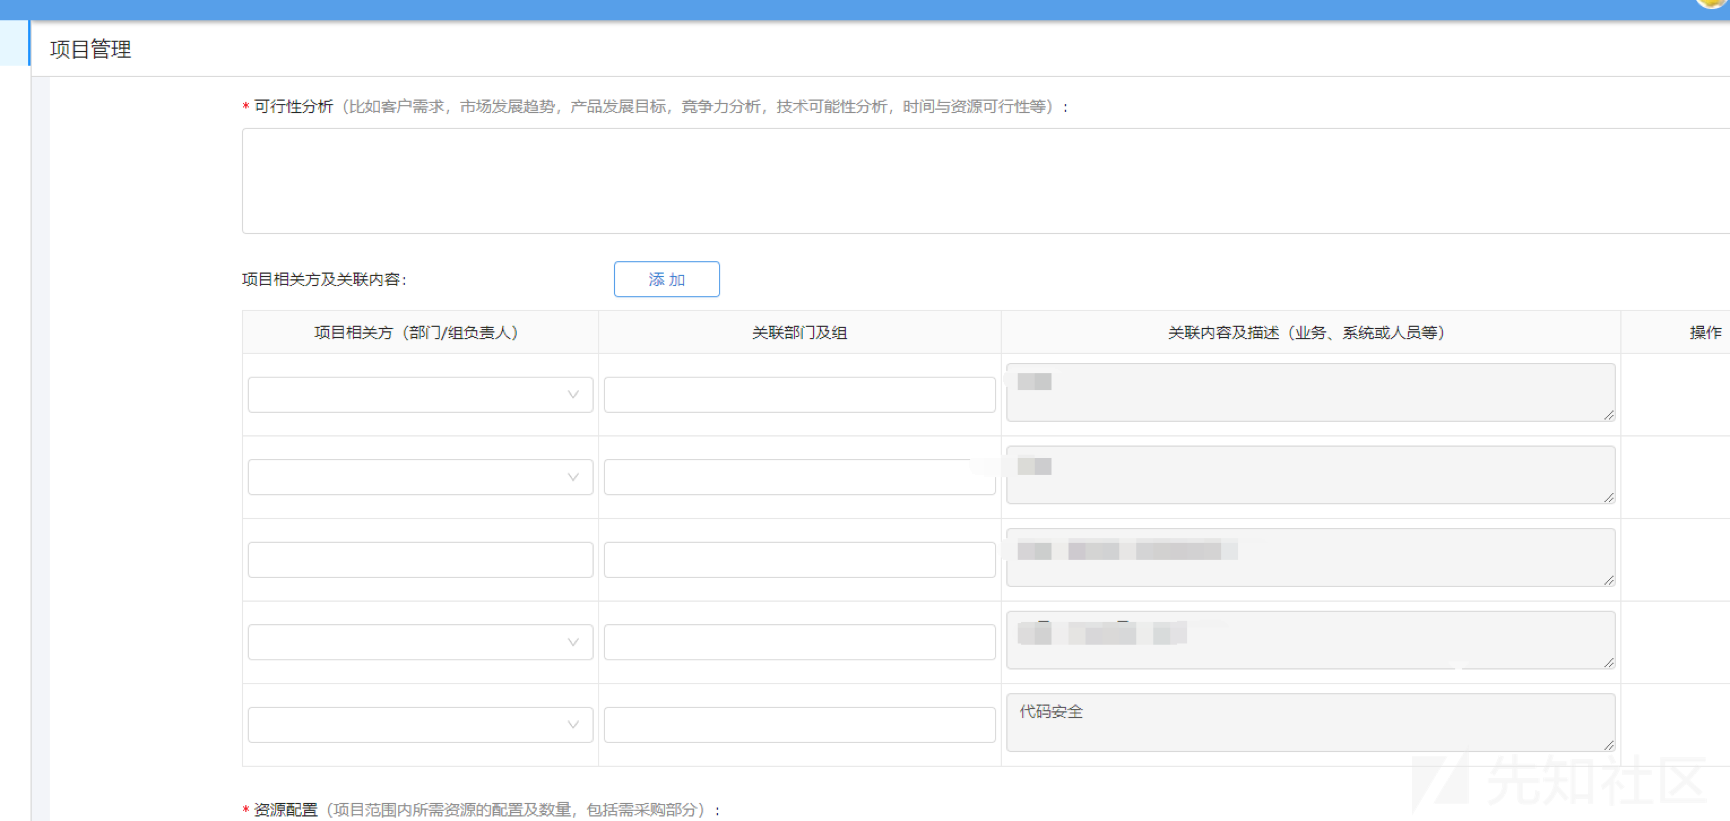 项目管理
* 可行性分析（比如客户需求，市场发展趋势，产品发展目标，竞争力分析，技术可能性分析，时间与资源可行性等）:
项目相关方及关联内容:
添 加
项目相关方（部门/组负责人） 关联部门及组 关联内容及描述（业务、系统或人员等） 操作
代码安全
先知社区
* 资源配置（项目范围内所需资源的配置及数量，包括需采购部分）: